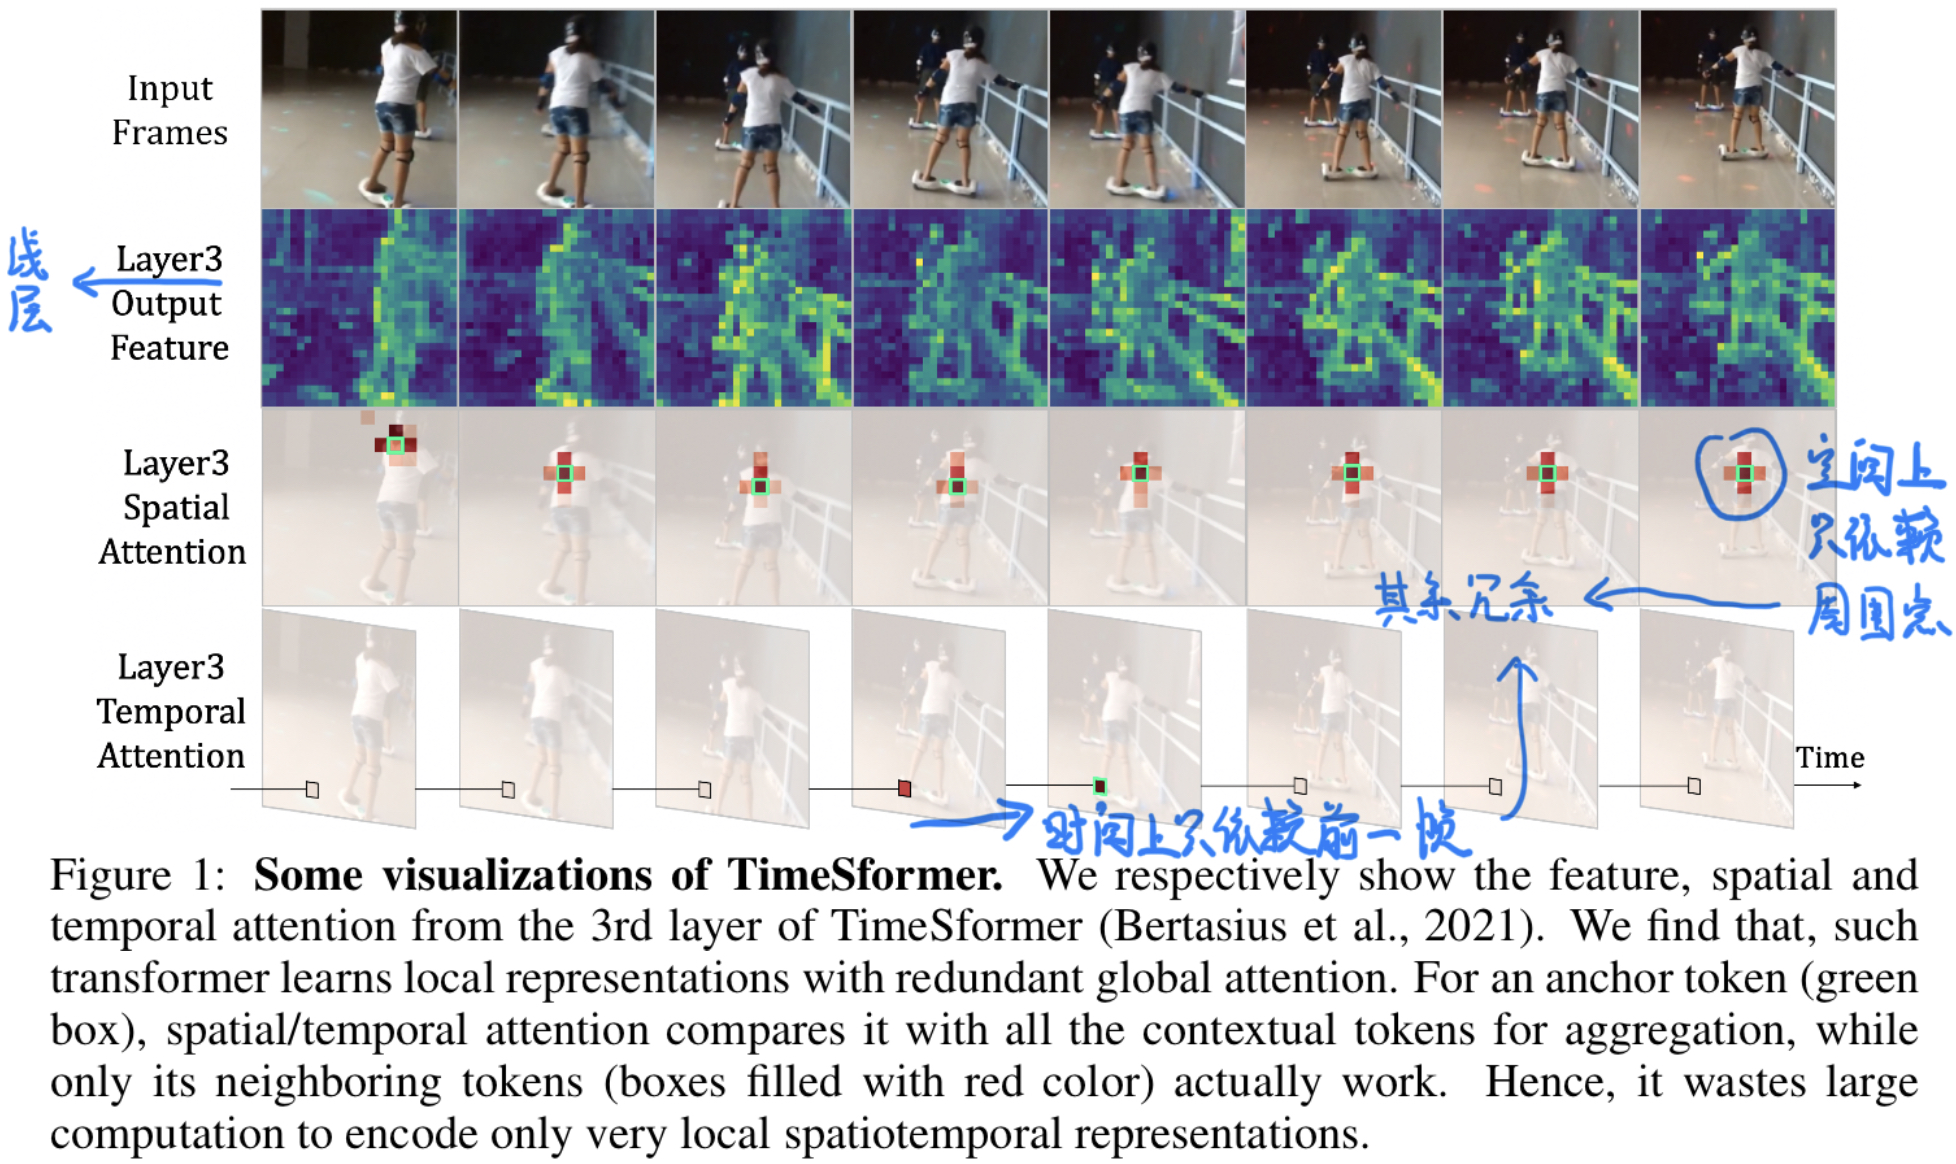 Input
Frames
浅
层
Layer3
Output
Feature
Layer3
Spatial
Attention
空间上
只依赖
周围点
其余冗余
Layer3
Temporal
Attention
Time
时间上只依赖前一帧
Figure 1: Some visualizations of TimeSformer. We respectively show the feature, spatial and
temporal attention from the 3rd layer of TimeSformer (Bertasius et al., 2021). We find that, such
transformer learns local representations with redundant global attention. For an anchor token (green
box), spatial/temporal attention compares it with all the contextual tokens for aggregation, while
only its neighboring tokens (boxes filled with red color) actually work. Hence, it wastes large
computation to encode only very local spatiotemporal representations.